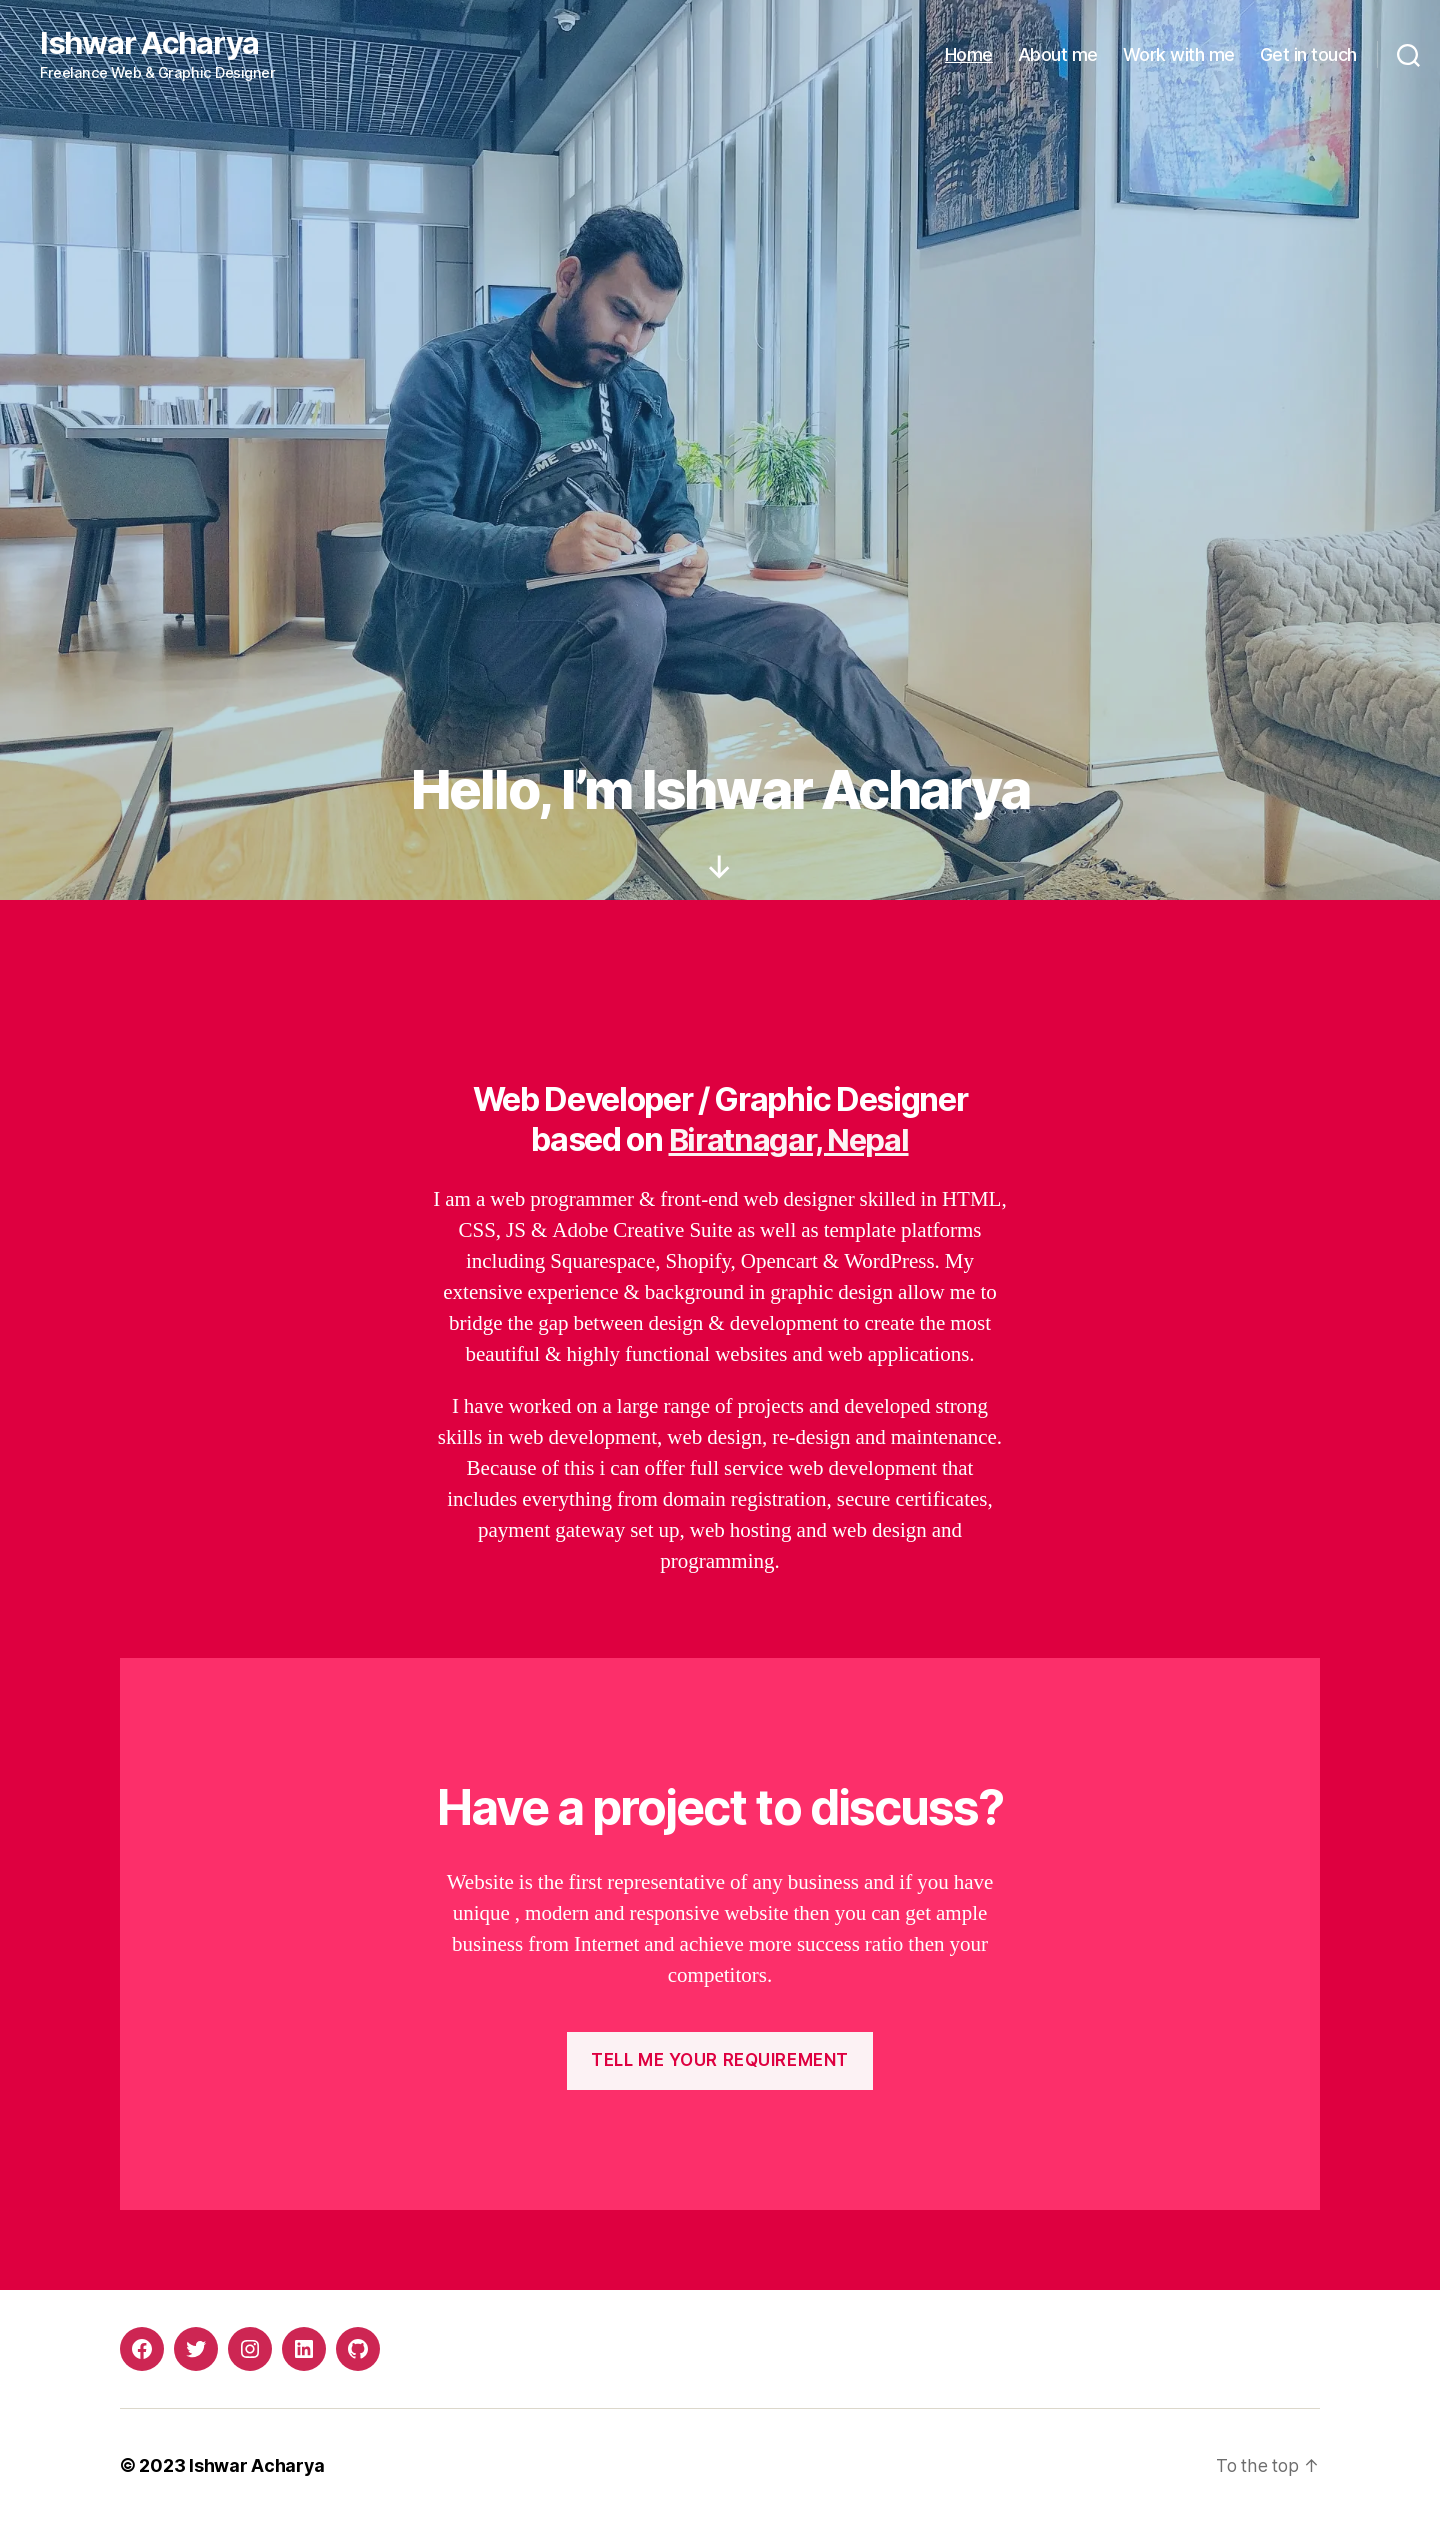 Ishwar Acharya
Freelance Web & Graphic Designer
Home About me Work with me Get in touch
SUPREME
Hello, I’m Ishwar Acharya
Web Developer / Graphic Designer
based on Biratnagar, Nepal
I am a web programmer & front-end web designer skilled in HTML,
CSS, JS & Adobe Creative Suite as well as template platforms
including Squarespace, Shopify, Opencart & WordPress. My
extensive experience & background in graphic design allow me to
bridge the gap between design & development to create the most
beautiful & highly functional websites and web applications.
I have worked on a large range of projects and developed strong
skills in web development, web design, re-design and maintenance.
Because of this i can offer full service web development that
includes everything from domain registration, secure certificates,
payment gateway set up, web hosting and web design and
programming.
Have a project to discuss?
Website is the first representative of any business and if you have
unique , modern and responsive website then you can get ample
business from Internet and achieve more success ratio then your
competitors.
TELL ME YOUR REQUIREMENT
© 2023 Ishwar Acharya
To the top ↑